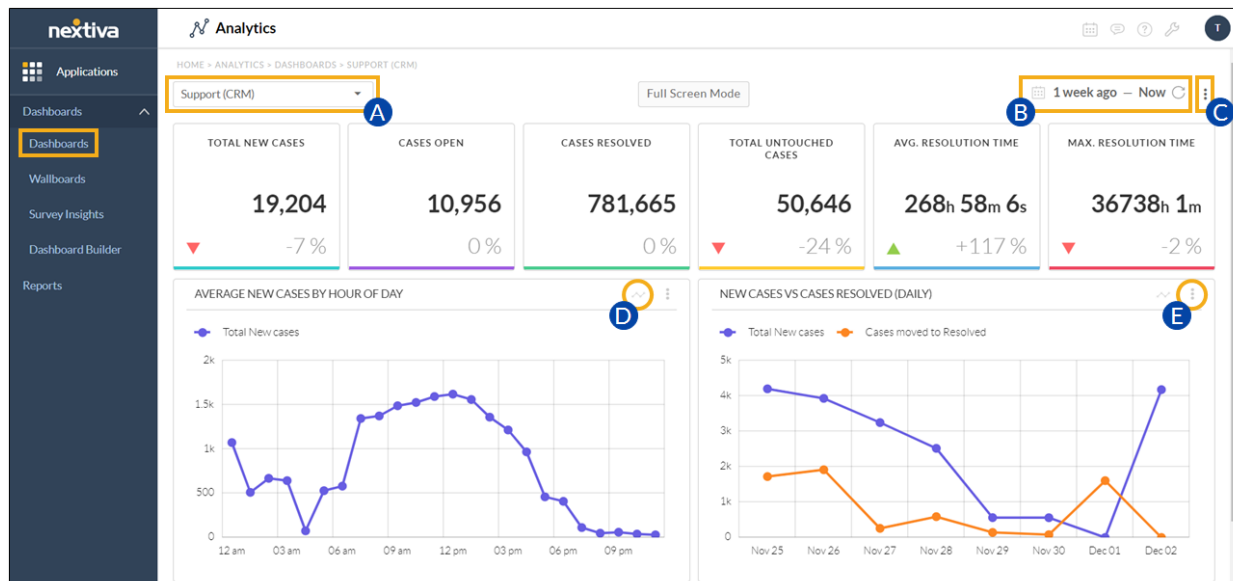 nextiva
Analytics
T
Applications
HOME > ANALYTICS > DASHBOARDS > SUPPORT (CRM)
Support (CRM)
A
Full Screen Mode
B
1 week ago – Now
C
Dashboards
Dashboards
Wallboards
Survey Insights
Dashboard Builder
Reports
TOTAL NEW CASES
19,204
-7 %
CASES OPEN
10,956
0 %
CASES RESOLVED
781,665
0 %
TOTAL UNTOUCHED
CASES
50,646
-24 %
AVG. RESOLUTION TIME
268h 58m 6s
+117 %
MAX. RESOLUTION TIME
36738h 1m
-2 %
AVERAGE NEW CASES BY HOUR OF DAY
D
Total New cases
2k
1.5k
1k
500
0
12 am 03 am 06 am 09 am 12 pm 03 pm 06 pm 09 pm
NEW CASES VS CASES RESOLVED (DAILY)
E
Total New cases Cases moved to Resolved
5k
4k
3k
2k
1k
0
Nov 25 Nov 26 Nov 27 Nov 28 Nov 29 Nov 30 Dec 01 Dec 02